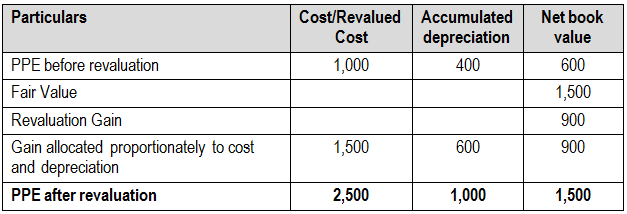 Particulars Cost/Revalued Cost Accumulated depreciation Net book value
PPE before revaluation 1,000 400 600
Fair Value 1,500
Revaluation Gain 900
Gain allocated proportionately to cost and depreciation 1,500 600 900
PPE after revaluation 2,500 1,000 1,500